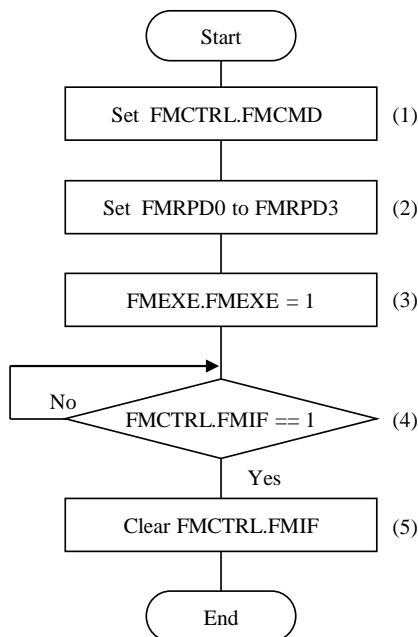 Start
Set FMCTRL.FMCMD (1)
Set FMRPD0 to FMRPD3 (2)
FMEXE.FMEXE = 1 (3)
No
FMCTRL.FMIF == 1 (4)
Yes
Clear FMCTRL.FMIF (5)
End